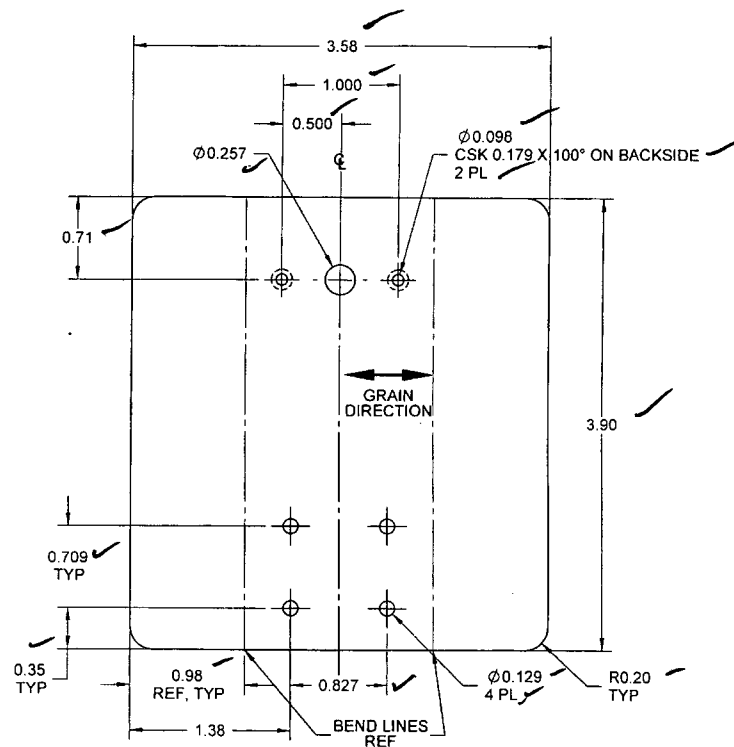 3.58
1.000
0.500
Ø0.257
℄
Ø0.098
CSK 0.179 X 100° ON BACKSIDE
2 PL
0.71
GRAIN
DIRECTION
3.90
0.709
TYP
0.35
TYP
0.98
REF, TYP
0.827
Ø0.129
4 PL
R0.20
TYP
1.38
BEND LINES
REF